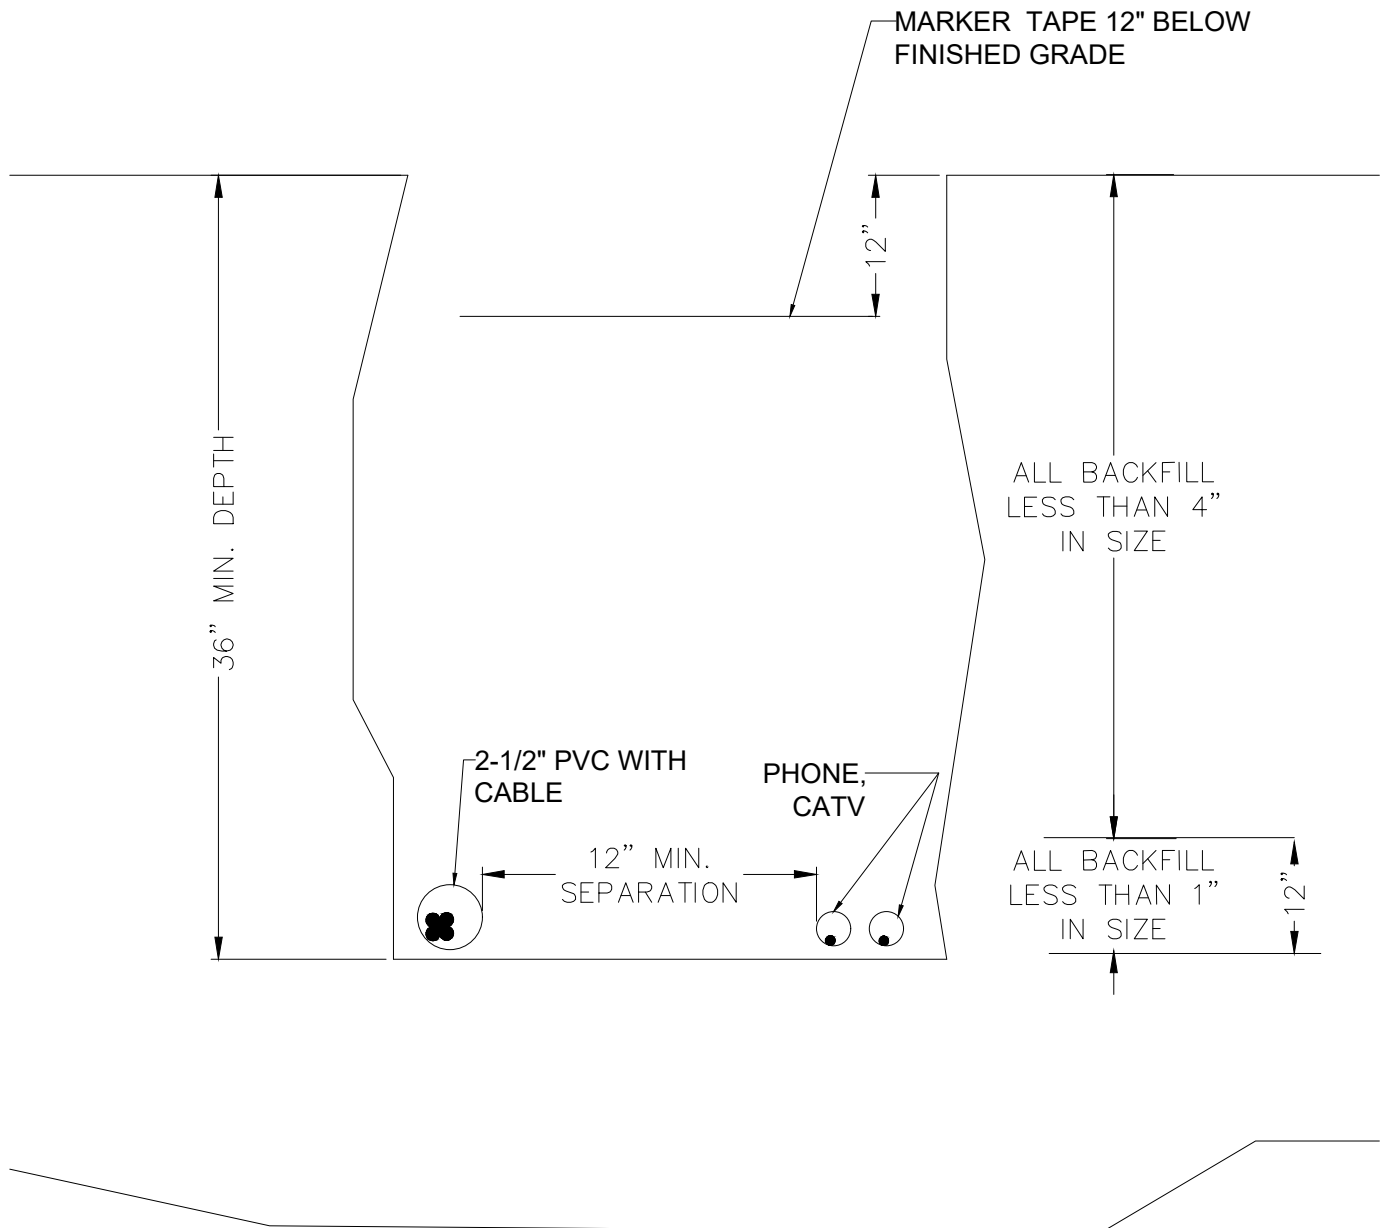 MARKER TAPE 12" BELOW
FINISHED GRADE
12”
36” MIN. DEPTH
ALL BACKFILL
LESS THAN 4”
IN SIZE
2-1/2" PVC WITH
CABLE
PHONE,
CATV
12” MIN.
SEPARATION
ALL BACKFILL
LESS THAN 1”
IN SIZE
12”